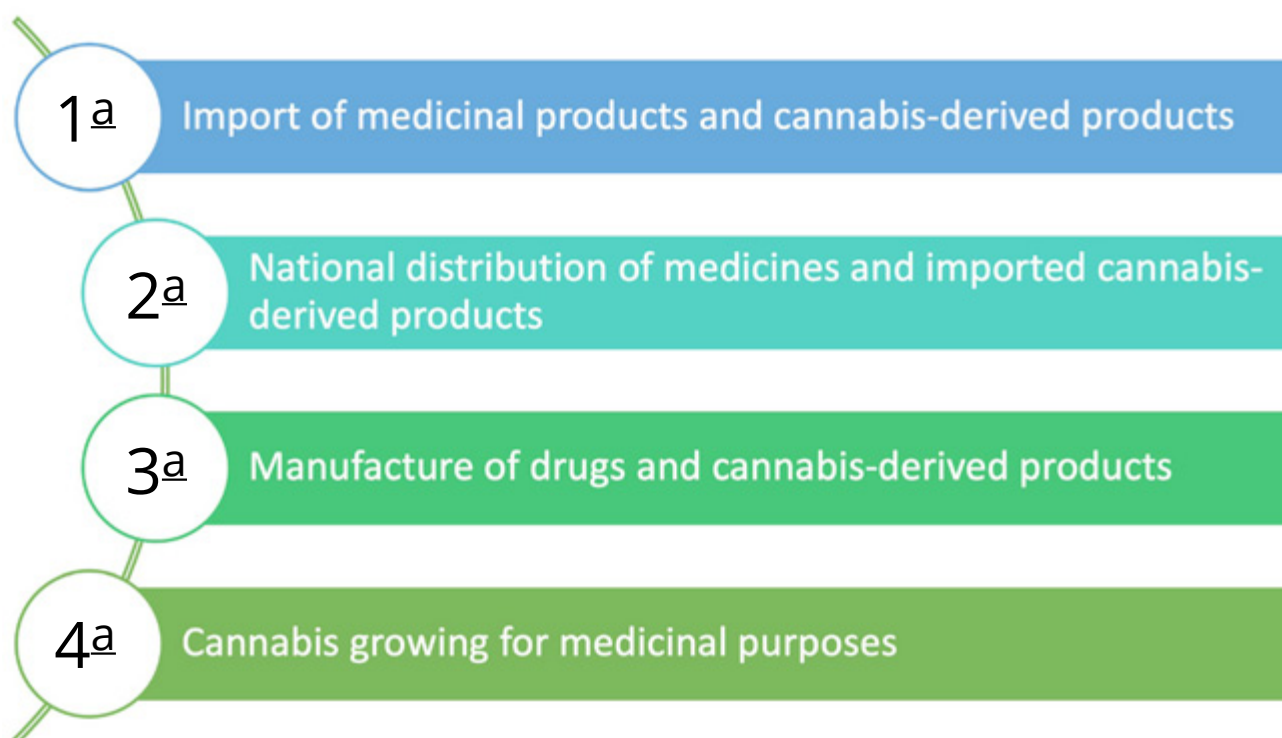 1ª
Import of medicinal products and cannabis-derived products
2ª
National distribution of medicines and imported cannabis-
derived products
3ª
Manufacture of drugs and cannabis-derived products
4ª
Cannabis growing for medicinal purposes